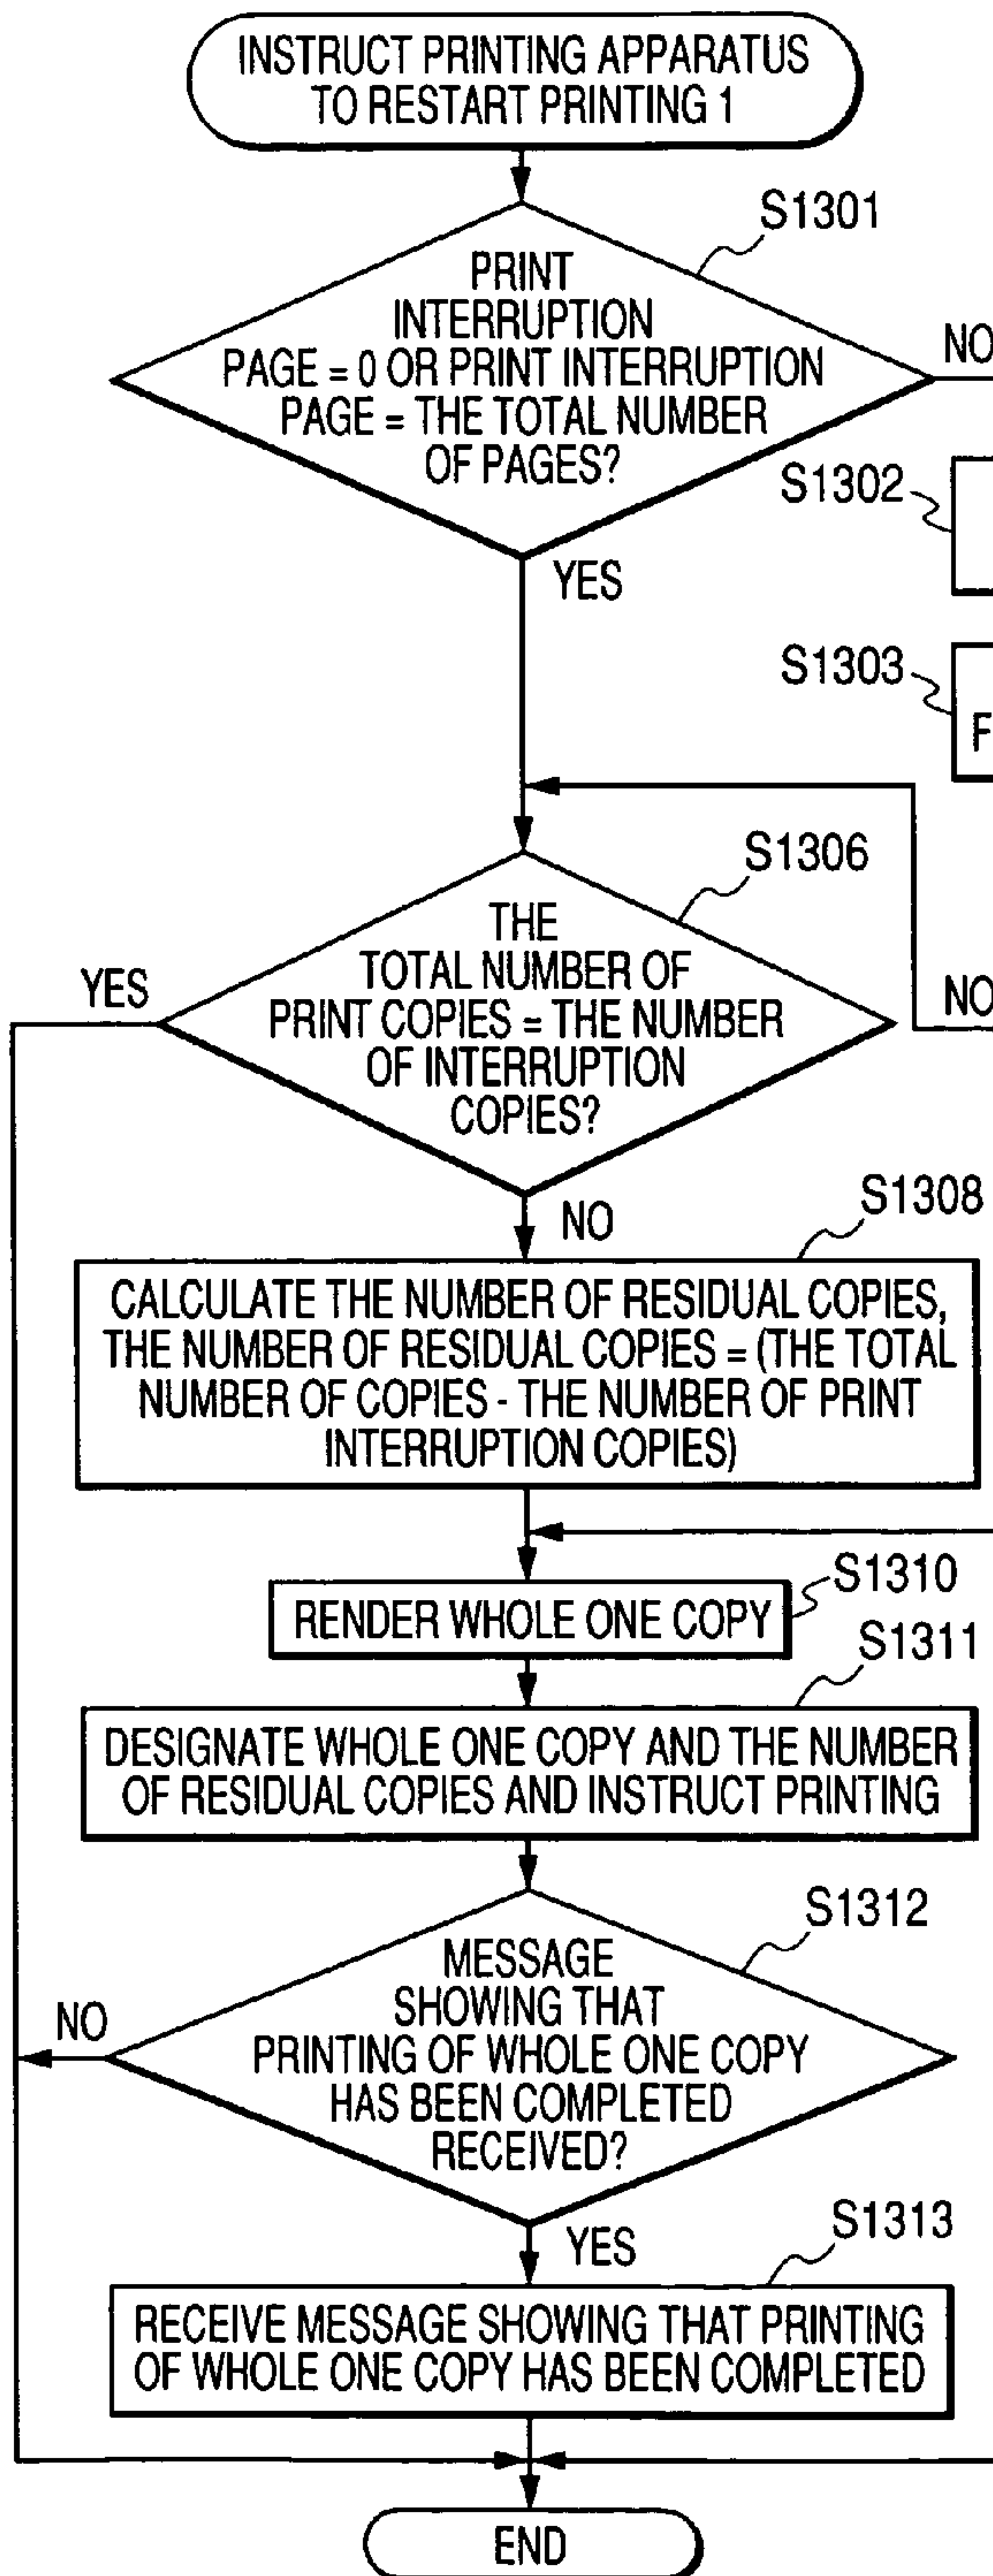 INSTRUCT PRINTING APPARATUS
TO RESTART PRINTING 1
S1301
PRINT
INTERRUPTION
PAGE = 0 OR PRINT INTERRUPTION
PAGE = THE TOTAL NUMBER
OF PAGES?
NO
YES
S1302
S1303
F
S1306
THE
TOTAL NUMBER OF
PRINT COPIES = THE NUMBER
OF INTERRUPTION
COPIES?
YES
NO
NO
S1308
CALCULATE THE NUMBER OF RESIDUAL COPIES,
THE NUMBER OF RESIDUAL COPIES = (THE TOTAL
NUMBER OF COPIES - THE NUMBER OF PRINT
INTERRUPTION COPIES)
S1310
RENDER WHOLE ONE COPY
S1311
DESIGNATE WHOLE ONE COPY AND THE NUMBER
OF RESIDUAL COPIES AND INSTRUCT PRINTING
S1312
MESSAGE
SHOWING THAT
PRINTING OF WHOLE ONE COPY
HAS BEEN COMPLETED
RECEIVED?
NO
YES
S1313
RECEIVE MESSAGE SHOWING THAT PRINTING
OF WHOLE ONE COPY HAS BEEN COMPLETED
END